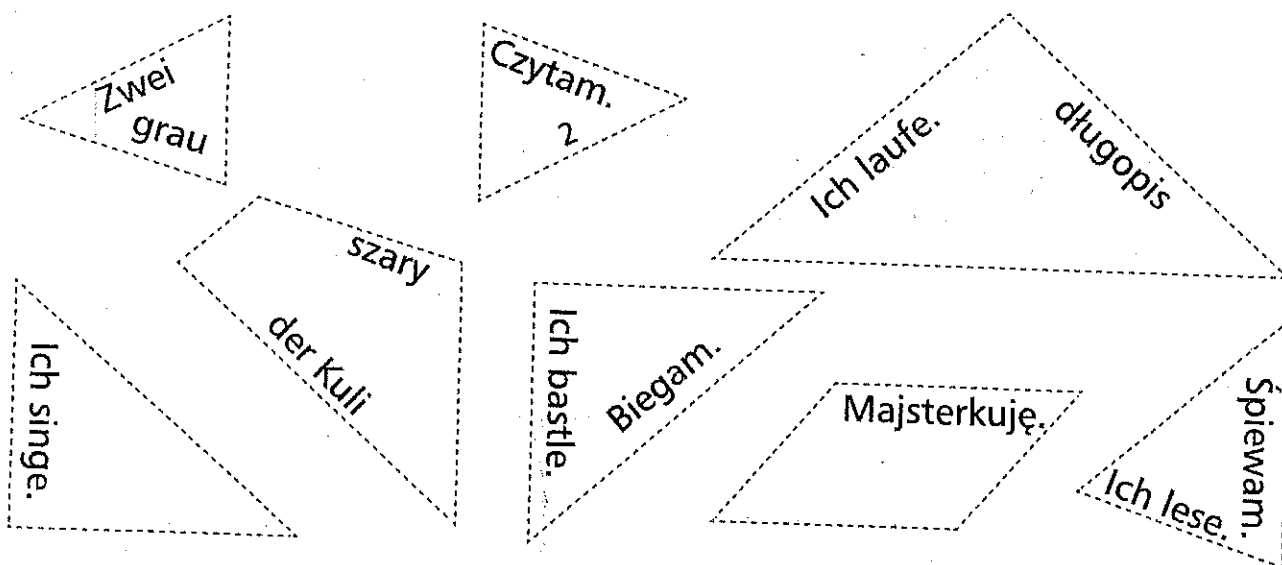 Zwei
grau
Czytam.
2
Ich laufe.
długopis
szary
der Kuli
Ich singe.
Ich bastle.
Biegam.
Majsterkuję.
Śpiewam.
Ich lese.